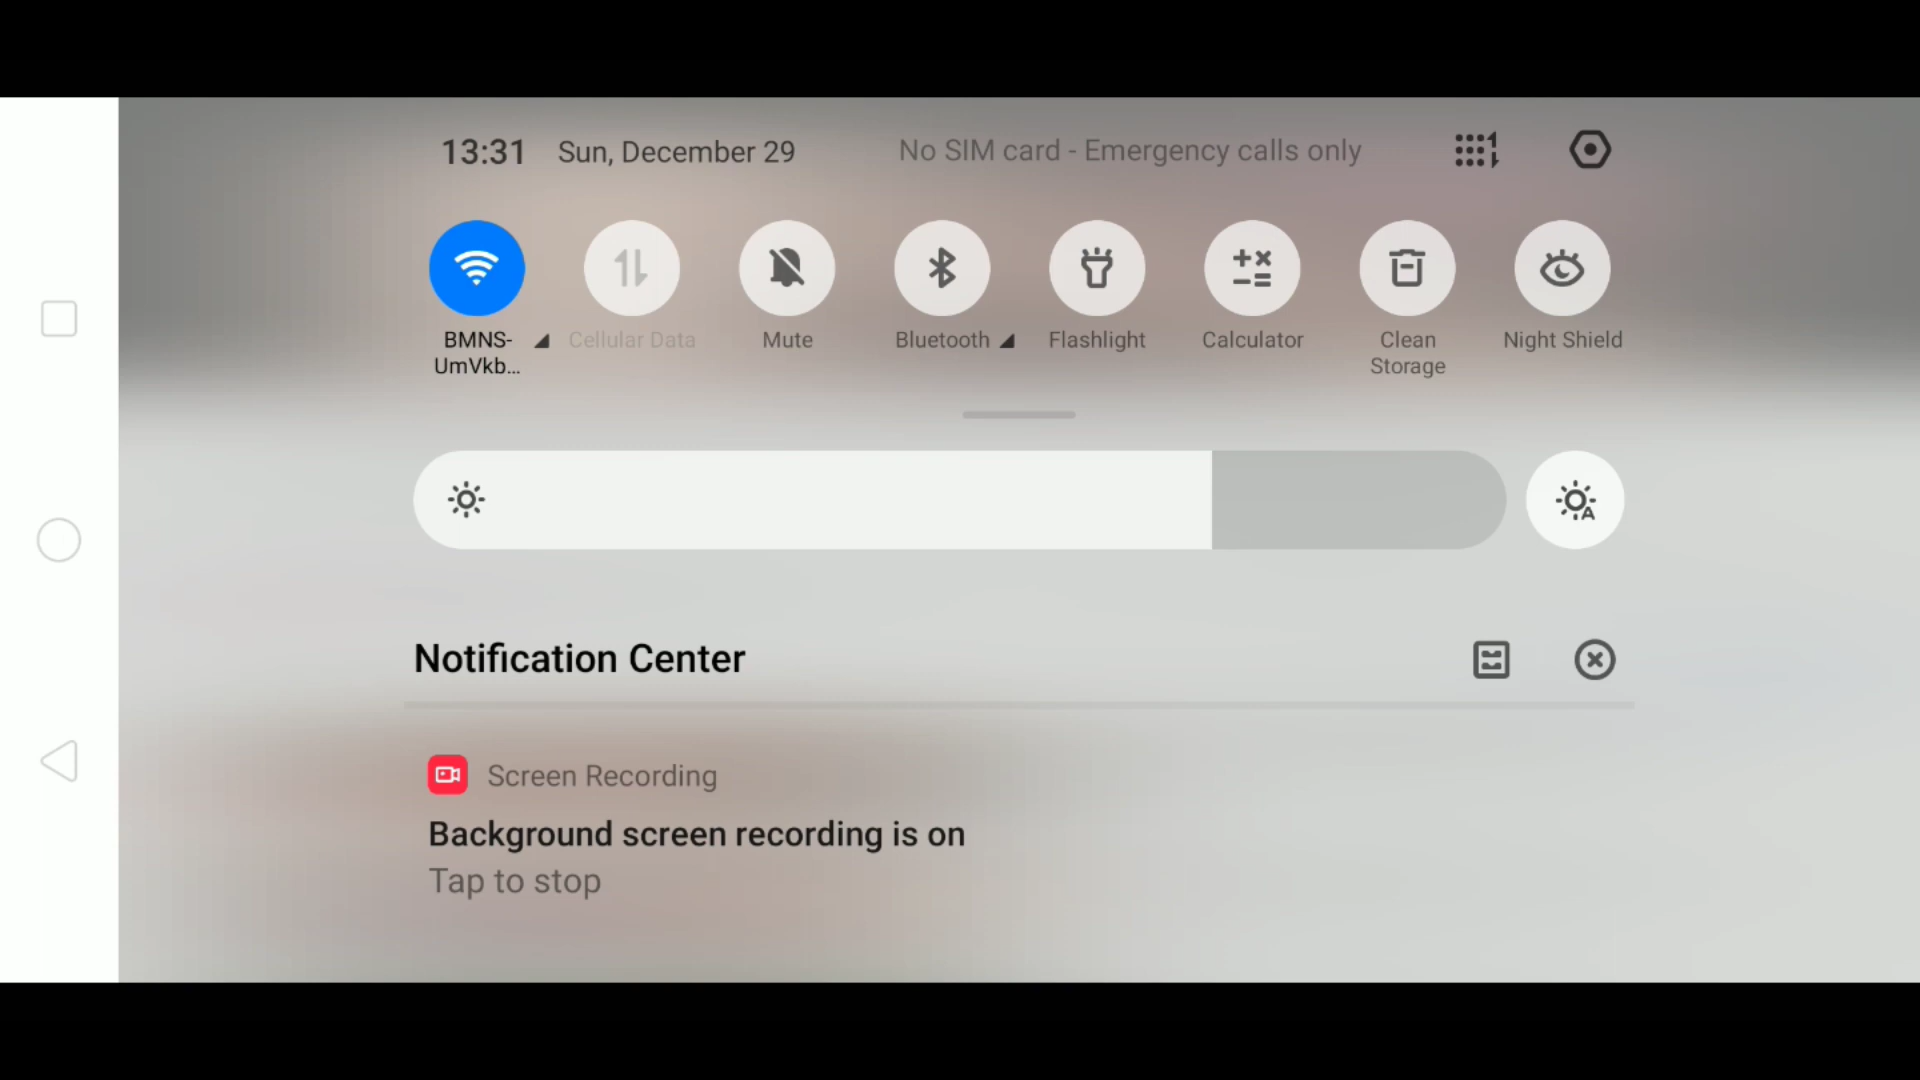 13:31 Sun, December 29 No SIM card - Emergency calls only
BMNS-
UmVkb...
Cellular Data
Mute
Bluetooth
Flashlight
Calculator
Clean
Storage
Night Shield
Notification Center
Screen Recording
Background screen recording is on
Tap to stop